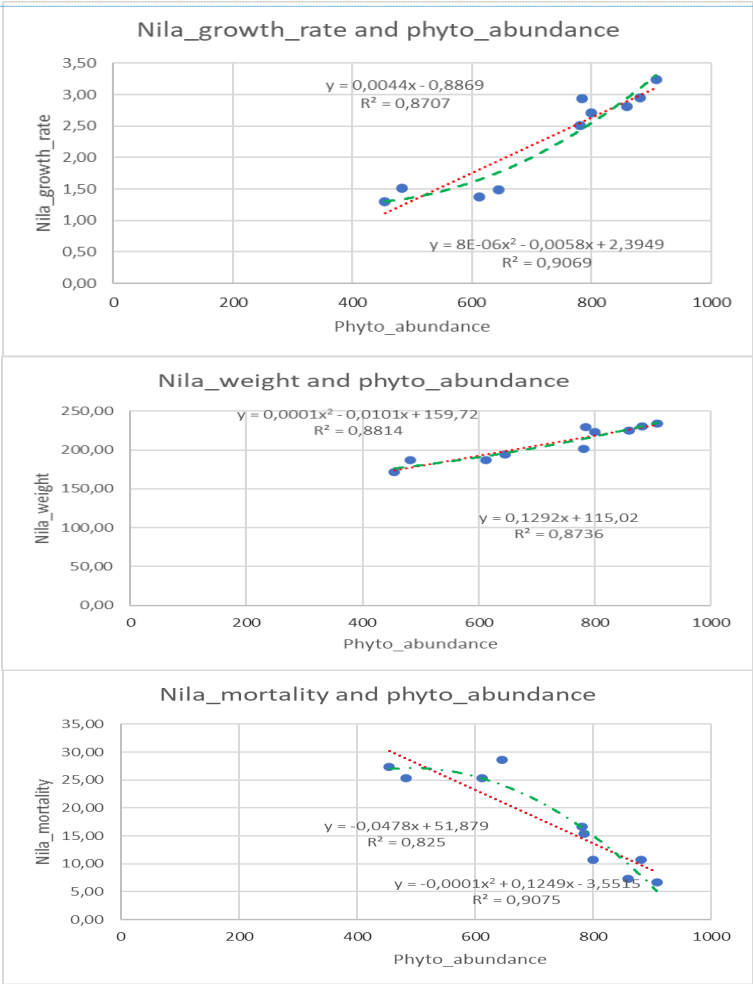 Nila_growth_rate and phyto_abundance
3,50
3,00
2,50
2,00
1,50
1,00
0,50
0,00
Nila_growth_rate
y = 0,0044x - 0,8869
R² = 0,8707
y = 8E-06x² - 0,0058x + 2,3949
R² = 0,9069
0 200 400 600 800 1000
Phyto_abundance
Nila_weight and phyto_abundance
250,00
200,00
150,00
100,00
50,00
0,00
Nila_weight
y = 0,0001x² - 0,0101x + 159,72
R² = 0,8814
y = 0,1292x + 115,02
R² = 0,8736
0 200 400 600 800 1000
Phyto_abundance
Nila_mortality and phyto_abundance
35,00
30,00
25,00
20,00
15,00
10,00
5,00
0,00
Nila_mortality
y = -0,0478x + 51,879
R² = 0,825
y = -0,0001x² + 0,1249x - 3,5515
R² = 0,9075
0 200 400 600 800 1000
Phyto_abundance